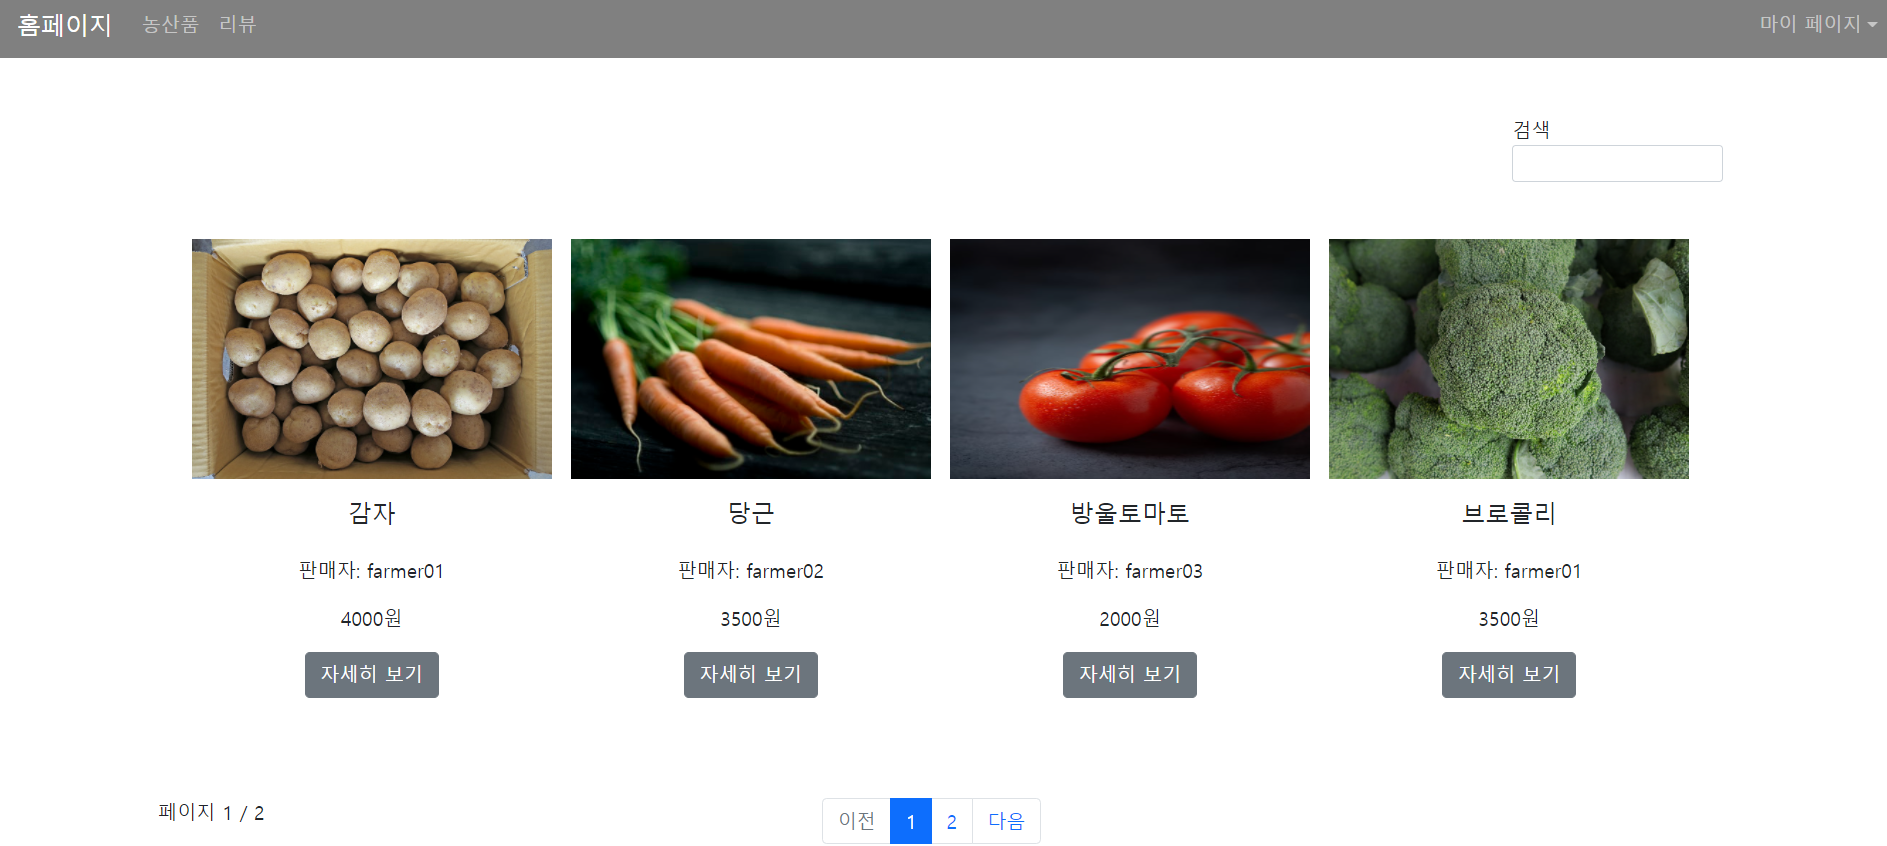 홈페이지 농산품 리뷰 마이 페이지
검색
감자 당근 방울토마토 브로콜리
판매자: farmer01 판매자: farmer02 판매자: farmer03 판매자: farmer01
4000원 3500원 2000원 3500원
자세히 보기 자세히 보기 자세히 보기 자세히 보기
페이지 1 / 2 이전 1 2 다음